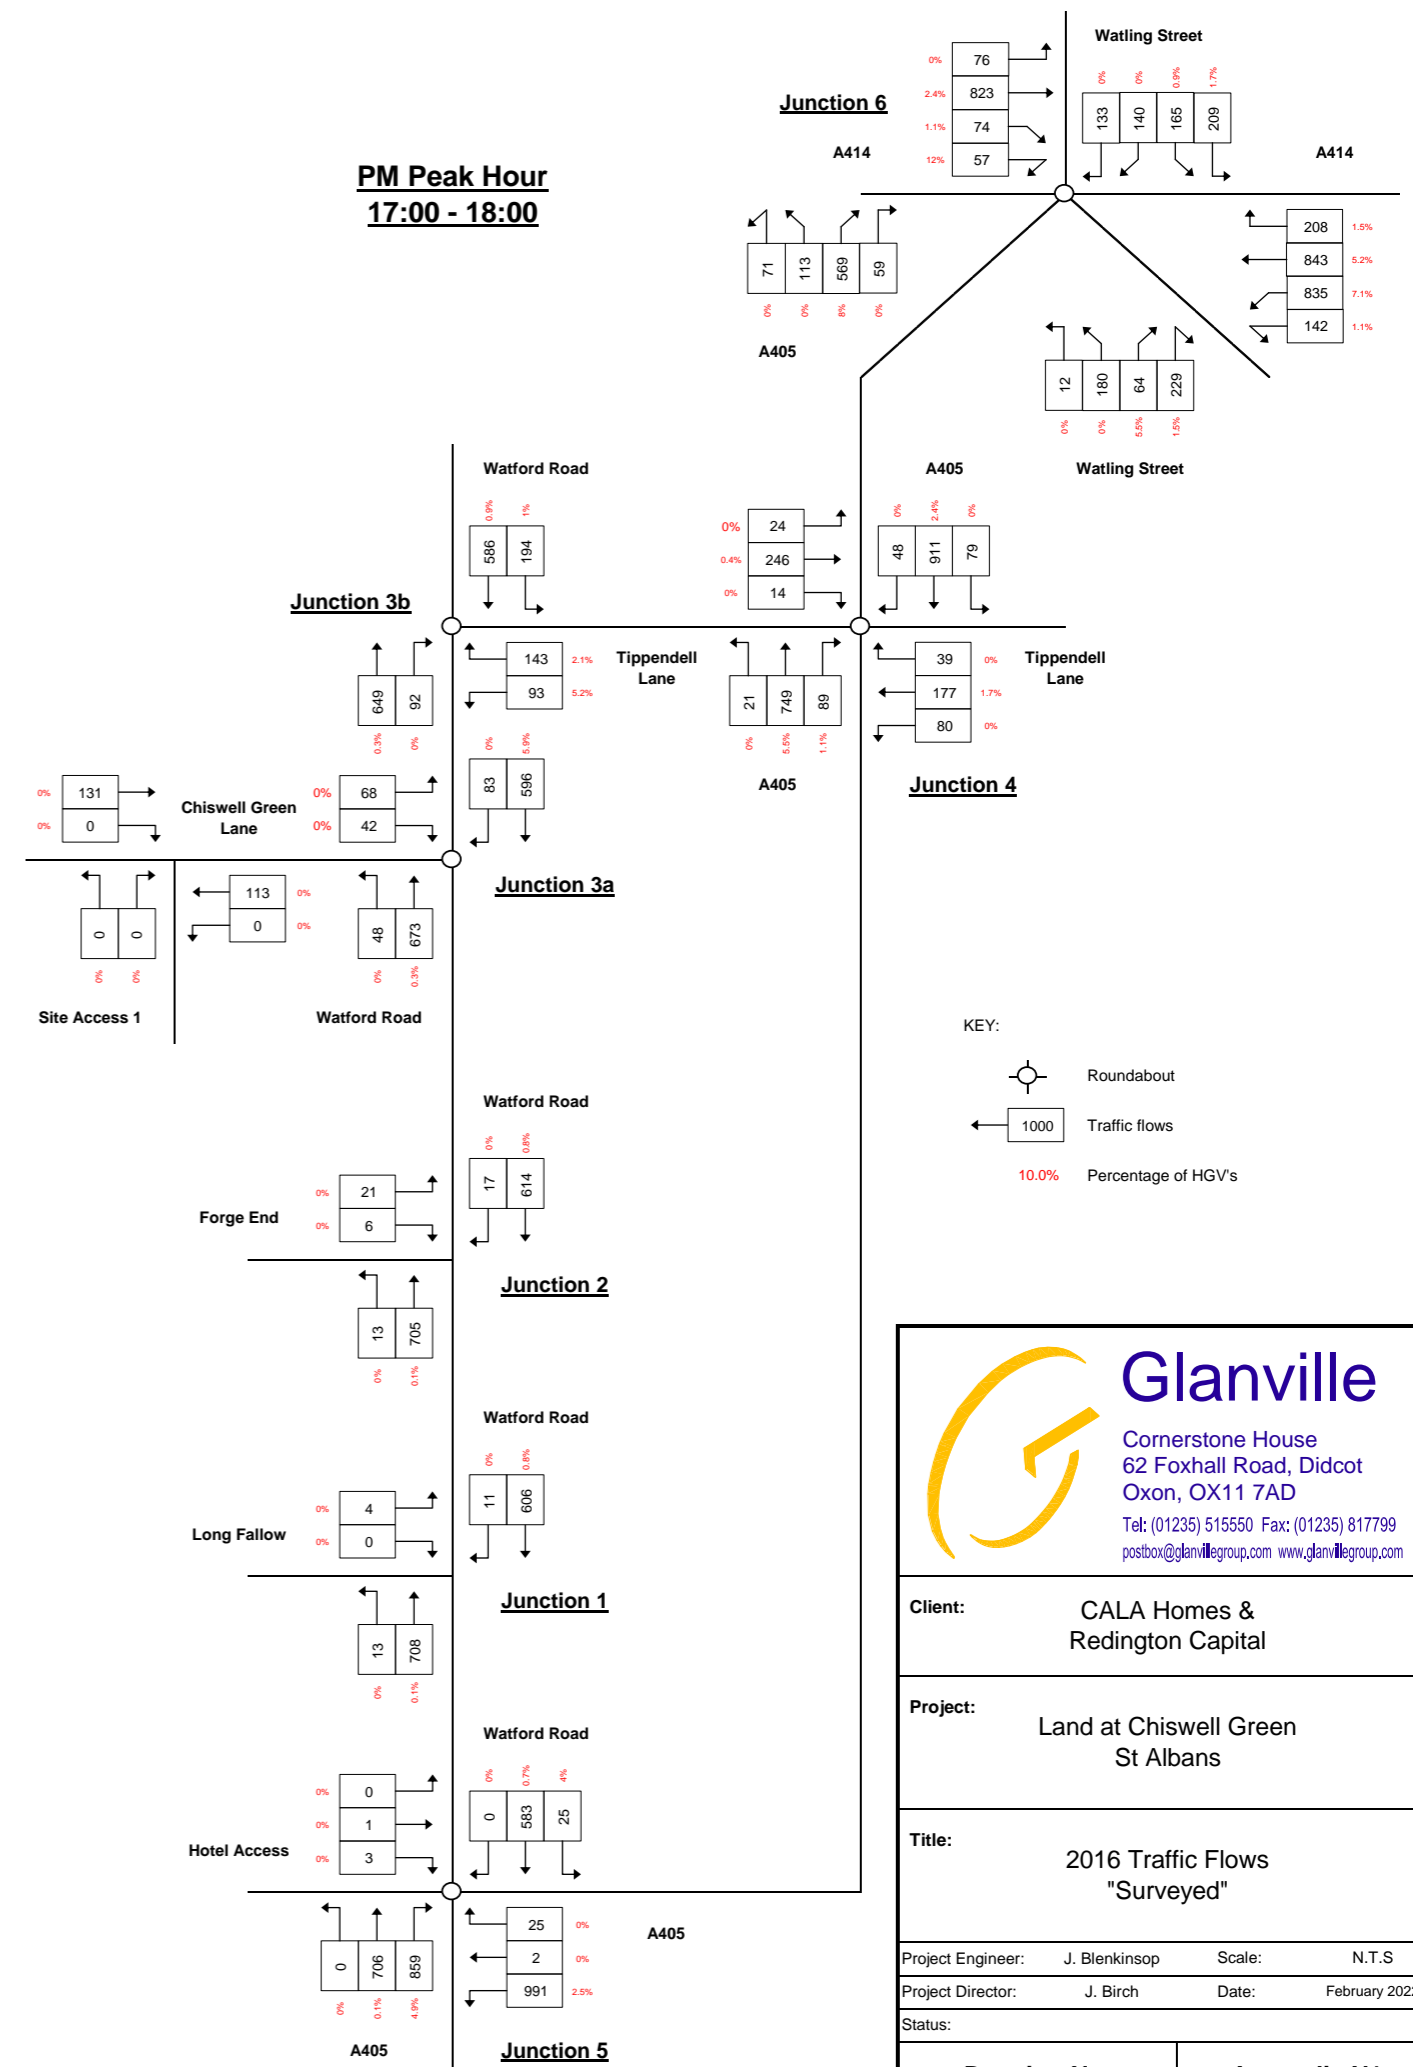 PM Peak Hour
17:00 - 18:00
Junction 6
Watling Street
A414
A414
0% 76
2.4% 823
1.1% 74
12% 57
0% 0% 0.9% 1.7%
133 140 165 209
208 1.5%
843 5.2%
835 7.1%
142 1.1%
71 113 569 59
0% 0% 8% 0%
A405
12 180 64 229
0% 0% 5.5% 1.5%
Watling Street
Watford Road
0.9% 1%
586 194
Junction 3b
649 92
0.3% 0%
143 2.1%
93 5.2%
Tippendell
Lane
A405
0% 24
0.4% 246
0% 14
0% 2.4% 0%
48 911 79
21 749 89
0% 5.5% 1.1%
A405
39 0%
177 1.7%
80 0%
Tippendell
Lane
Junction 4
0% 131
0% 0
Chiswell Green
Lane
0% 68
0% 42
0% 5.9%
83 596
Junction 3a
0 0
0% 0%
113 0%
0 0%
48 673
0% 0.3%
Site Access 1
Watford Road
KEY:
Roundabout
1000 Traffic flows
10.0% Percentage of HGV's
Watford Road
0% 0.8%
17 614
Forge End
0% 21
0% 6
Junction 2
13 705
0% 0.1%
Watford Road
0% 0.8%
11 606
Long Fallow
0% 4
0% 0
Junction 1
13 708
0% 0.1%
Watford Road
0% 0.7% 4%
0 583 25
Hotel Access
0% 0
0% 1
0% 3
0 706 859
0% 0.1% 4.9%
A405
25 0%
2 0%
991 2.5%
A405
Junction 5
Glanville
Cornerstone House
62 Foxhall Road, Didcot
Oxon, OX11 7AD
Tel: (01235) 515550 Fax: (01235) 817799
postbox@glanvillegroup.com www.glanvillegroup.com
Client: CALA Homes &
Redington Capital
Project: Land at Chiswell Green
St Albans
Title: 2016 Traffic Flows
"Surveyed"
Project Engineer: J. Blenkinsop Scale: N.T.S
Project Director: J. Birch Date: February 202
Status: